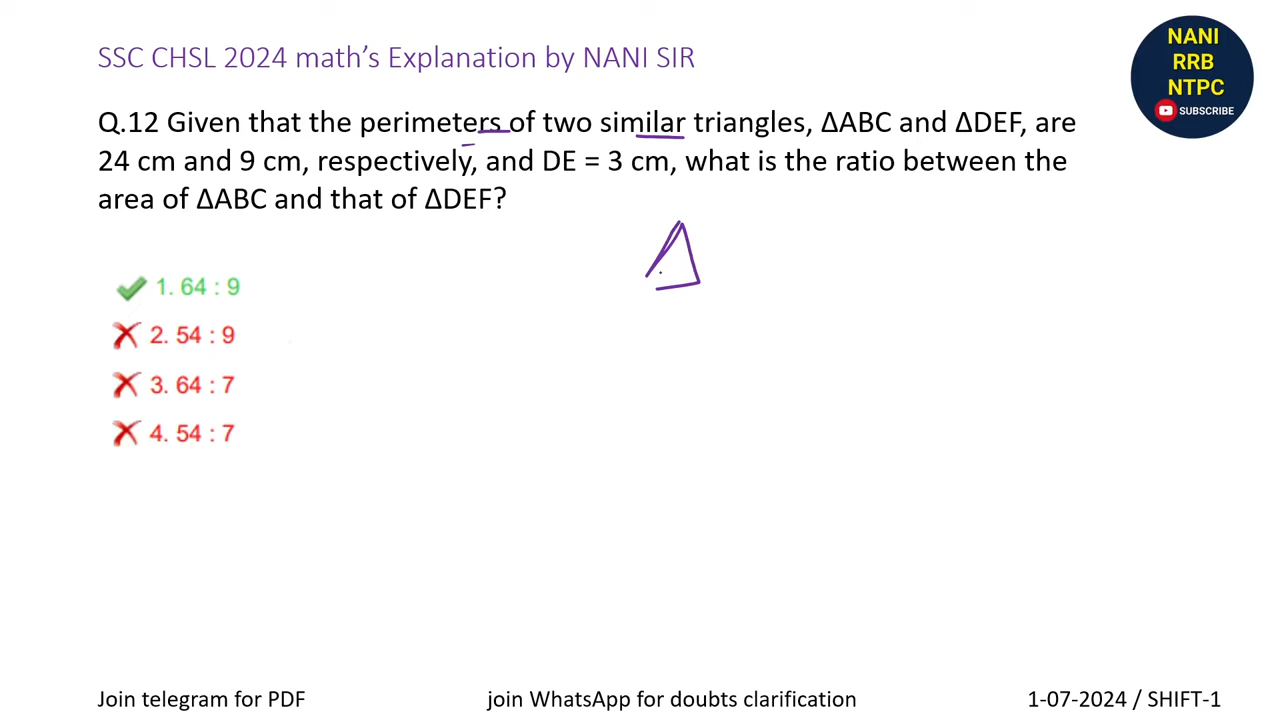 SSC CHSL 2024 math’s Explanation by NANI SIR
NANI
RRB
NTPC
SUBSCRIBE
Q.12 Given that the perimeters of two similar triangles, ΔABC and ΔDEF, are
24 cm and 9 cm, respectively, and DE = 3 cm, what is the ratio between the
area of ΔABC and that of ΔDEF?
1. 64 : 9
2. 54 : 9
3. 64 : 7
4. 54 : 7
Join telegram for PDF
join WhatsApp for doubts clarification
1-07-2024 / SHIFT-1